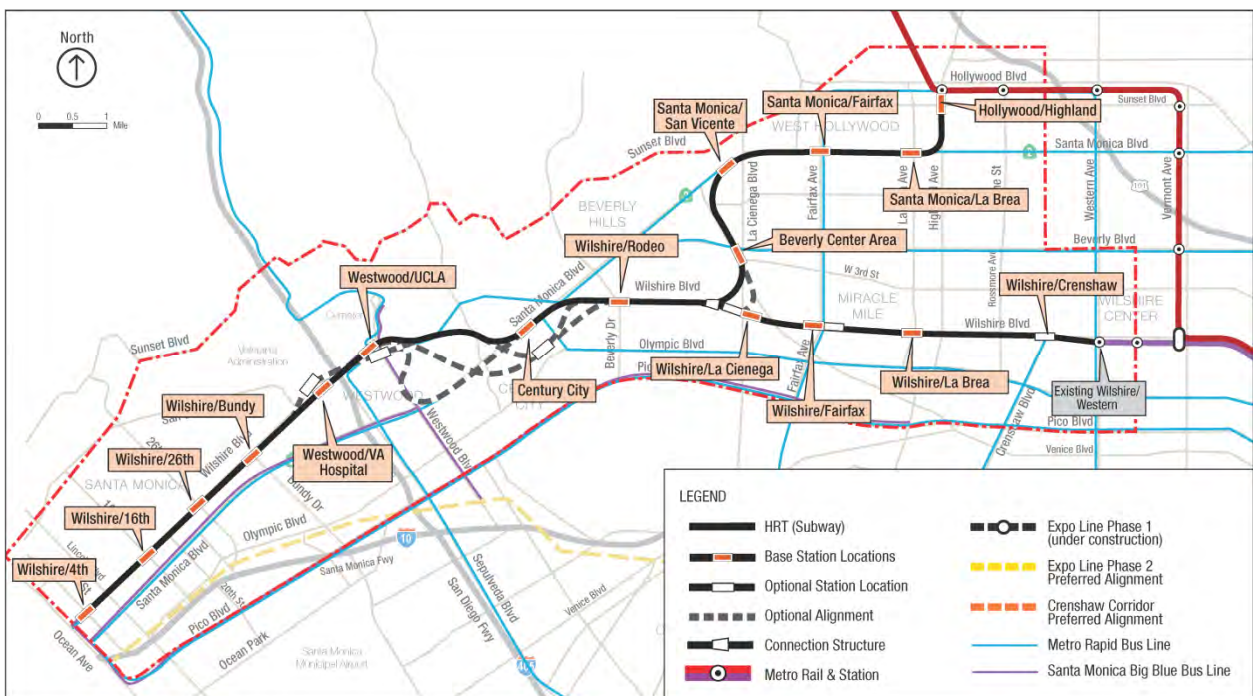 North
0 0.5 1
Mile
Hollywood Blvd
Sunset Blvd
Santa Monica/
San Vicente
Santa Monica/Fairfax
Hollywood/Highland
WEST HOLLYWOOD
Sunset Blvd
Santa Monica Blvd
2
101
Santa Monica/La Brea
La Cienega Blvd
Fairfax Ave
Western Ave
Vermont Ave
BEVERLY
HILLS
Beverly Center Area
Beverly Blvd
Wilshire/Rodeo
W 3rd St
Rossmore Ave
Westwood/UCLA
Santa Monica Blvd
Wilshire Blvd
MIRACLE
MILE
Wilshire/Crenshaw
WILSHIRE
CENTER
Wilshire Blvd
Sunset Blvd
Veterans
Administration
Beverly Dr
Olympic Blvd
Century City
Wilshire/La Cienega
Fairfax Ave
Wilshire/Fairfax
Wilshire/La Brea
Existing Wilshire/
Western
WESTWOOD
Crenshaw Blvd
Pico Blvd
Venice Blvd
Wilshire/Bundy
Wilshire Blvd
Westwood/VA
Hospital
Westwood Blvd
Wilshire/26th
SANTA MONICA
Bundy Dr
Wilshire/16th
Olympic Blvd
10
Santa Monica Fwy
Wilshire/4th
Santa Monica Blvd
20th St
Pico Blvd
Ocean Park
Ocean Ave
Sepulveda Blvd
San Diego Fwy
Venice Blvd
405
Santa Monica
Municipal Airport
LEGEND
HRT (Subway)
Base Station Locations
Optional Station Location
Optional Alignment
Connection Structure
Metro Rail & Station
Expo Line Phase 1
(under construction)
Expo Line Phase 2
Preferred Alignment
Crenshaw Corridor
Preferred Alignment
Metro Rapid Bus Line
Santa Monica Big Blue Bus Line